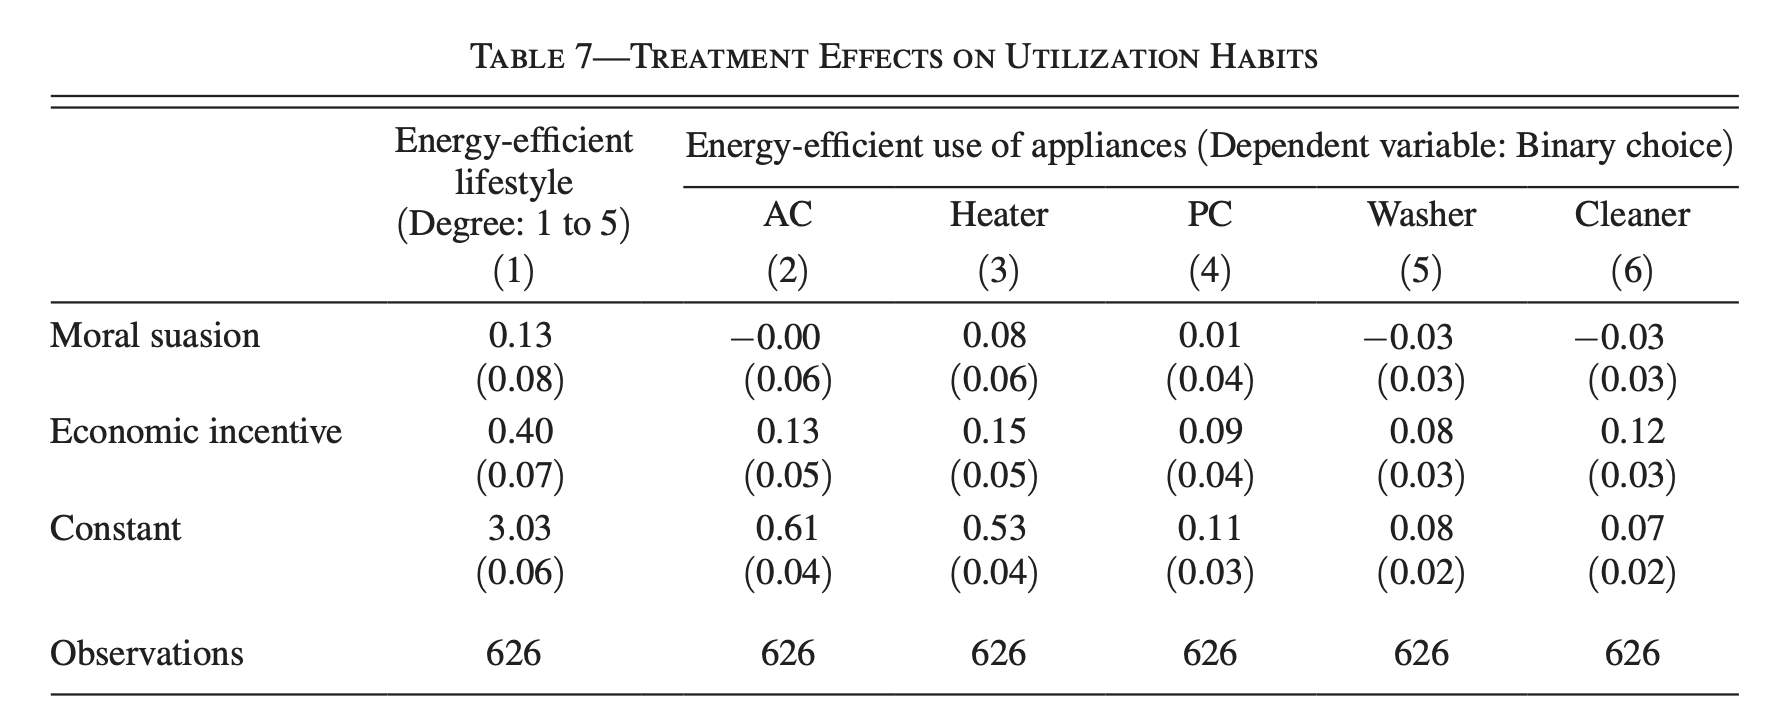 TABLE 7—TREATMENT EFFECTS ON UTILIZATION HABITS
Energy-efficient lifestyle (Degree: 1 to 5) Energy-efficient use of appliances (Dependent variable: Binary choice)
AC Heater PC Washer Cleaner
(1) (2) (3) (4) (5) (6)
Moral suasion 0.13 −0.00 0.08 0.01 −0.03 −0.03
(0.08) (0.06) (0.06) (0.04) (0.03) (0.03)
Economic incentive 0.40 0.13 0.15 0.09 0.08 0.12
(0.07) (0.05) (0.05) (0.04) (0.03) (0.03)
Constant 3.03 0.61 0.53 0.11 0.08 0.07
(0.06) (0.04) (0.04) (0.03) (0.02) (0.02)
Observations 626 626 626 626 626 626